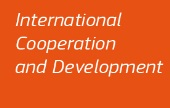 International
Cooperation
and Development